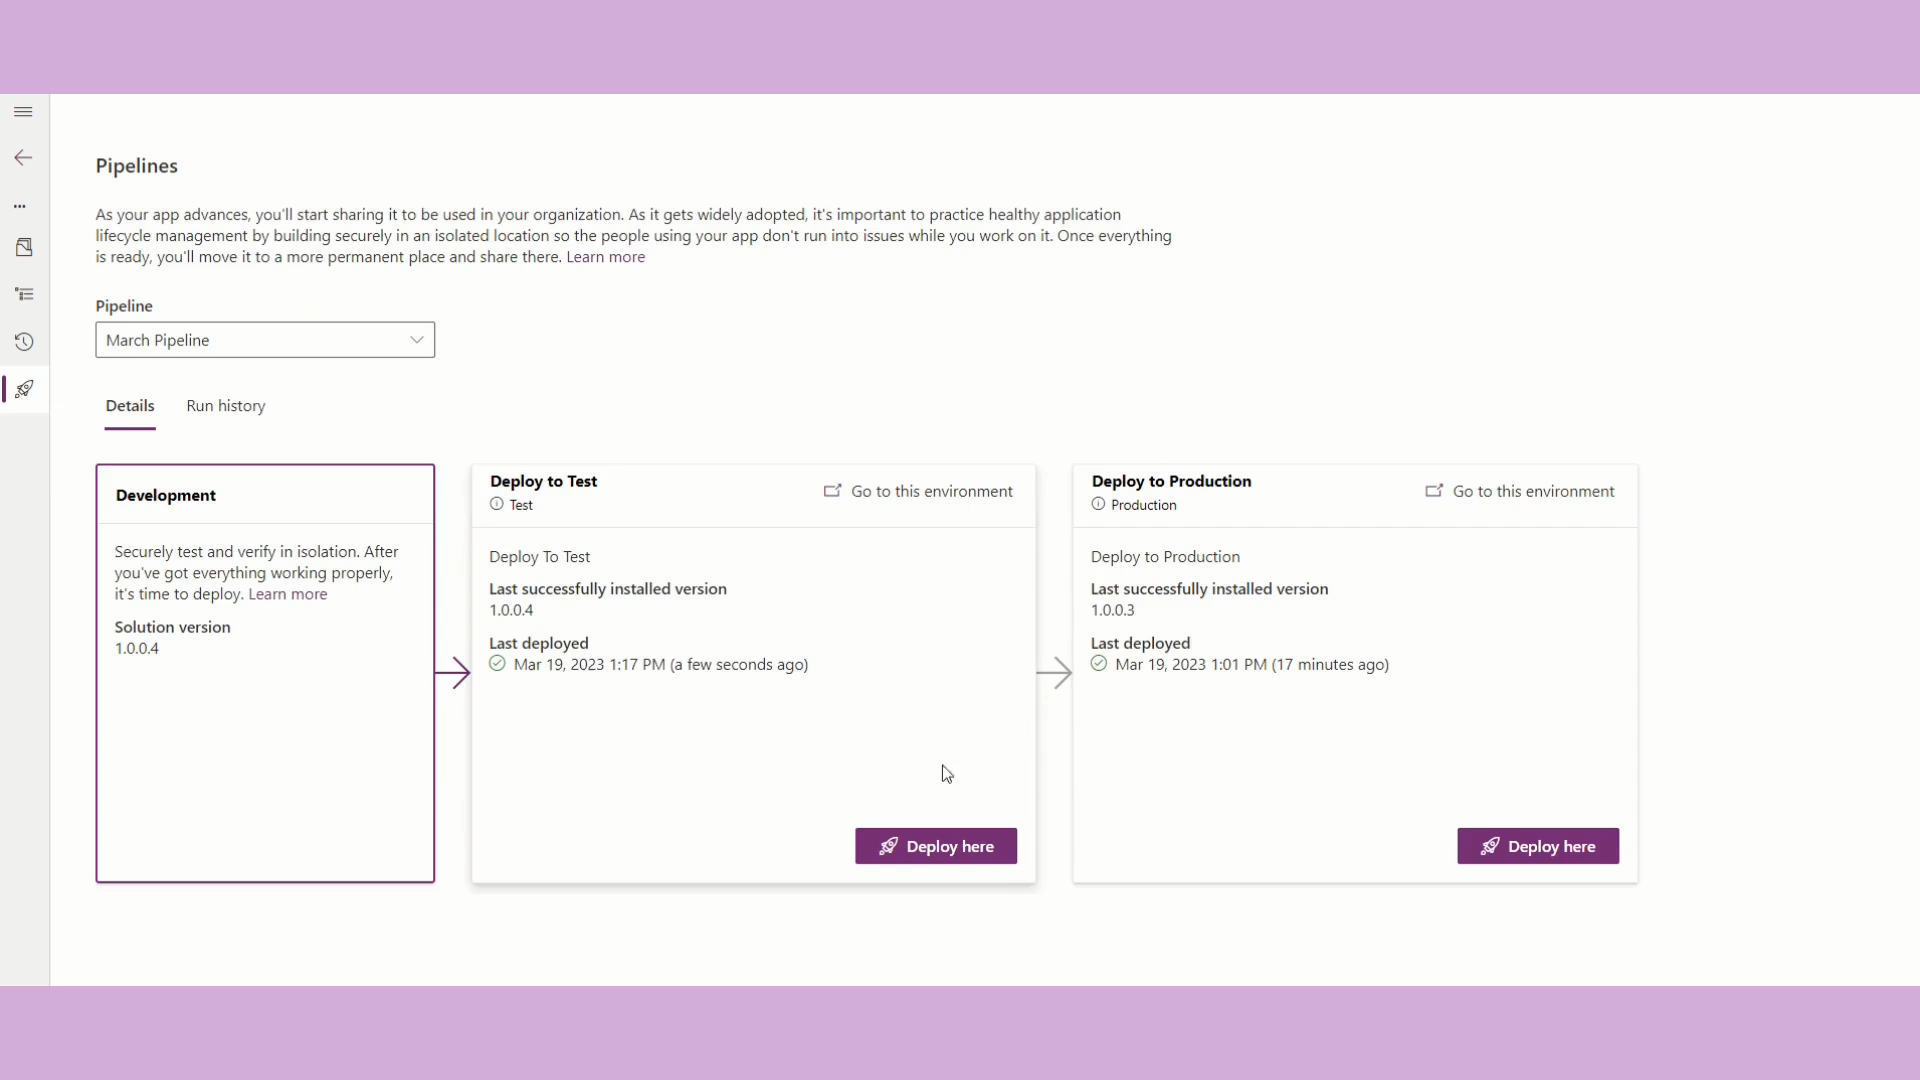 Pipelines
As your app advances, you'll start sharing it to be used in your organization. As it gets widely adopted, it's important to practice healthy application
lifecycle management by building securely in an isolated location so the people using your app don't run into issues while you work on it. Once everything
is ready, you'll move it to a more permanent place and share there. Learn more
Pipeline
March Pipeline
Details
Run history
Development
Securely test and verify in isolation. After
you've got everything working properly,
it's time to deploy. Learn more
Solution version
1.0.0.4
Deploy to Test
Test
Go to this environment
Deploy To Test
Last successfully installed version
1.0.0.4
Last deployed
Mar 19, 2023 1:17 PM (a few seconds ago)
Deploy here
Deploy to Production
Production
Go to this environment
Deploy to Production
Last successfully installed version
1.0.0.3
Last deployed
Mar 19, 2023 1:01 PM (17 minutes ago)
Deploy here